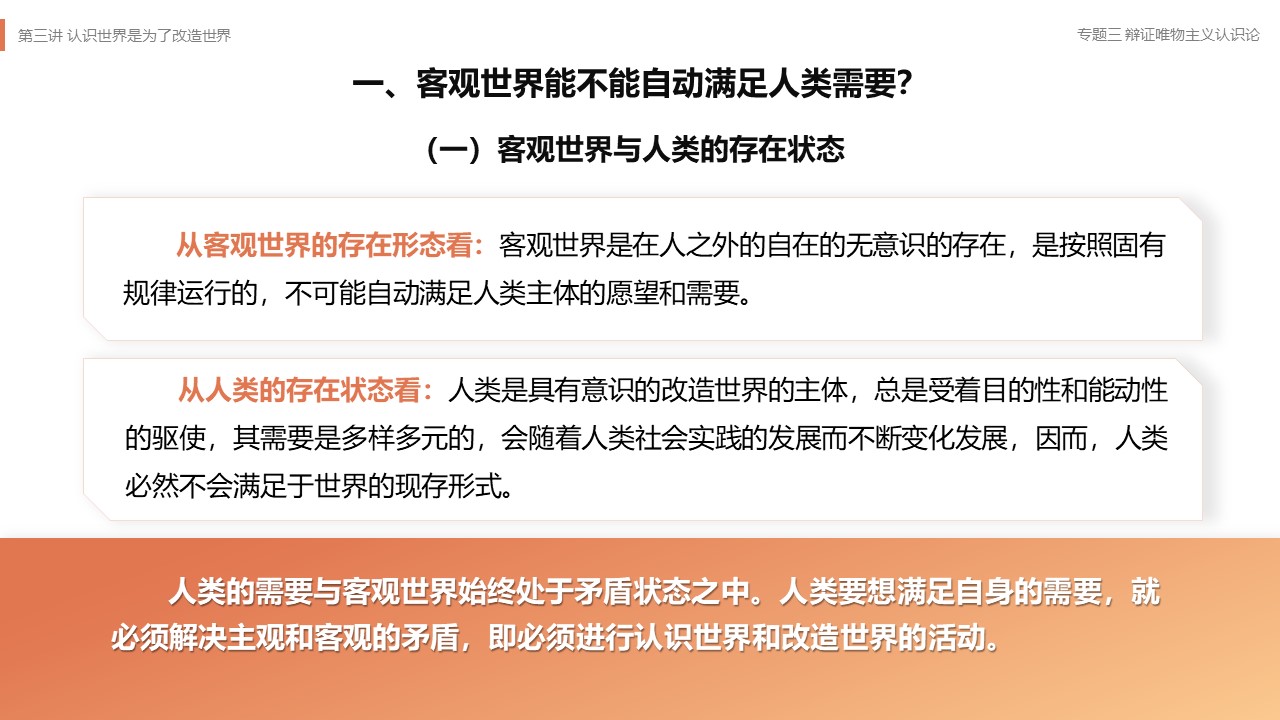 第三讲 认识世界是为了改造世界
专题三 辩证唯物主义认识论
一、客观世界能不能自动满足人类需要？
（一）客观世界与人类的存在状态
从客观世界的存在形态看：客观世界是在人之外的自在的无意识的存在，是按照固有
规律运行的，不可能自动满足人类主体的愿望和需要。
从人类的存在状态看：人类是具有意识的改造世界的主体，总是受着目的性和能动性
的驱使，其需要是多样多元的，会随着人类社会实践的发展而不断变化发展，因而，人类
必然不会满足于世界的现存形式。
人类的需要与客观世界始终处于矛盾状态之中。人类要想满足自身的需要，就
必须解决主观和客观的矛盾，即必须进行认识世界和改造世界的活动。